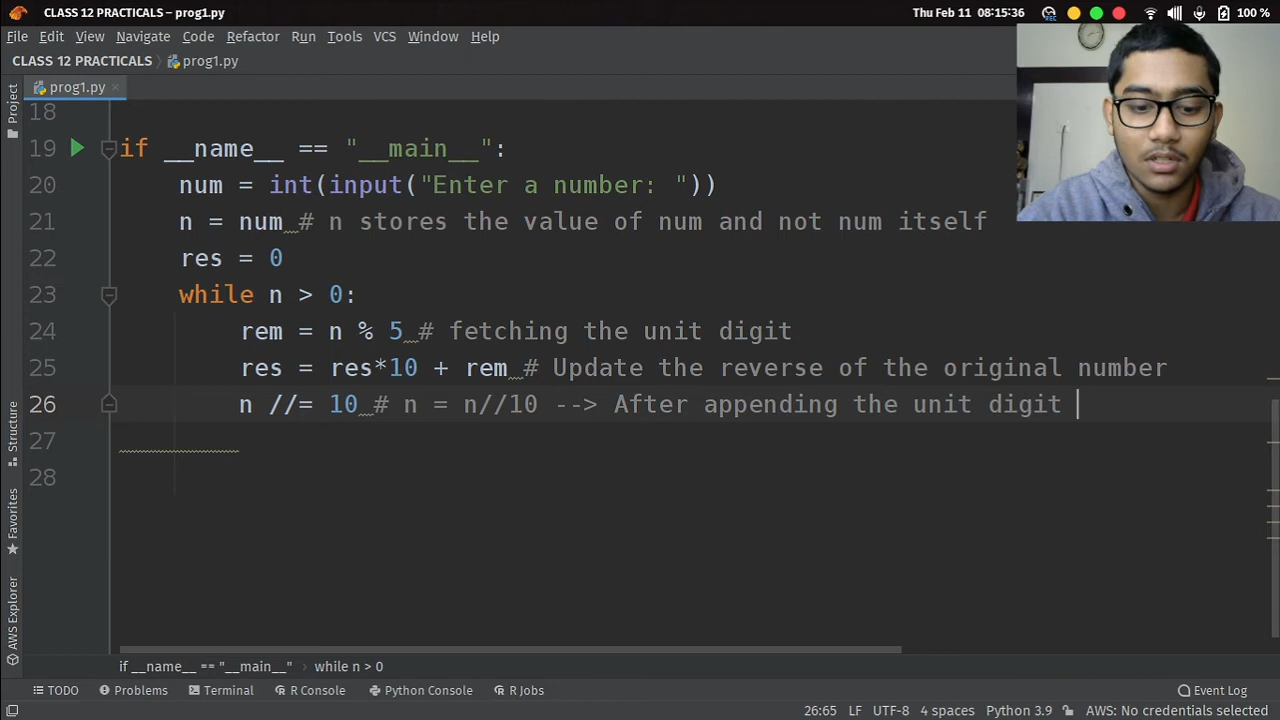 CLASS 12 PRACTICALS – prog1.py
Thu Feb 11 08:15:36
REC
100 %
File Edit View Navigate Code Refactor Run Tools VCS Window Help
CLASS 12 PRACTICALS prog1.py
prog1.py
Project
18
19 if __name__ == "__main__":
20 num = int(input("Enter a number: "))
21 n = num # n stores the value of num and not num itself
22 res = 0
23 while n > 0:
24 rem = n % 5 # fetching the unit digit
25 res = res*10 + rem # Update the reverse of the original number
26 n //= 10 # n = n//10 --> After appending the unit digit
27
28
Structure
Favorites
AWS Explorer
if __name__ == "__main__" › while n > 0
TODO Problems Terminal R Console Python Console R Jobs Event Log
26:65 LF UTF-8 4 spaces Python 3.9 AWS: No credentials selected